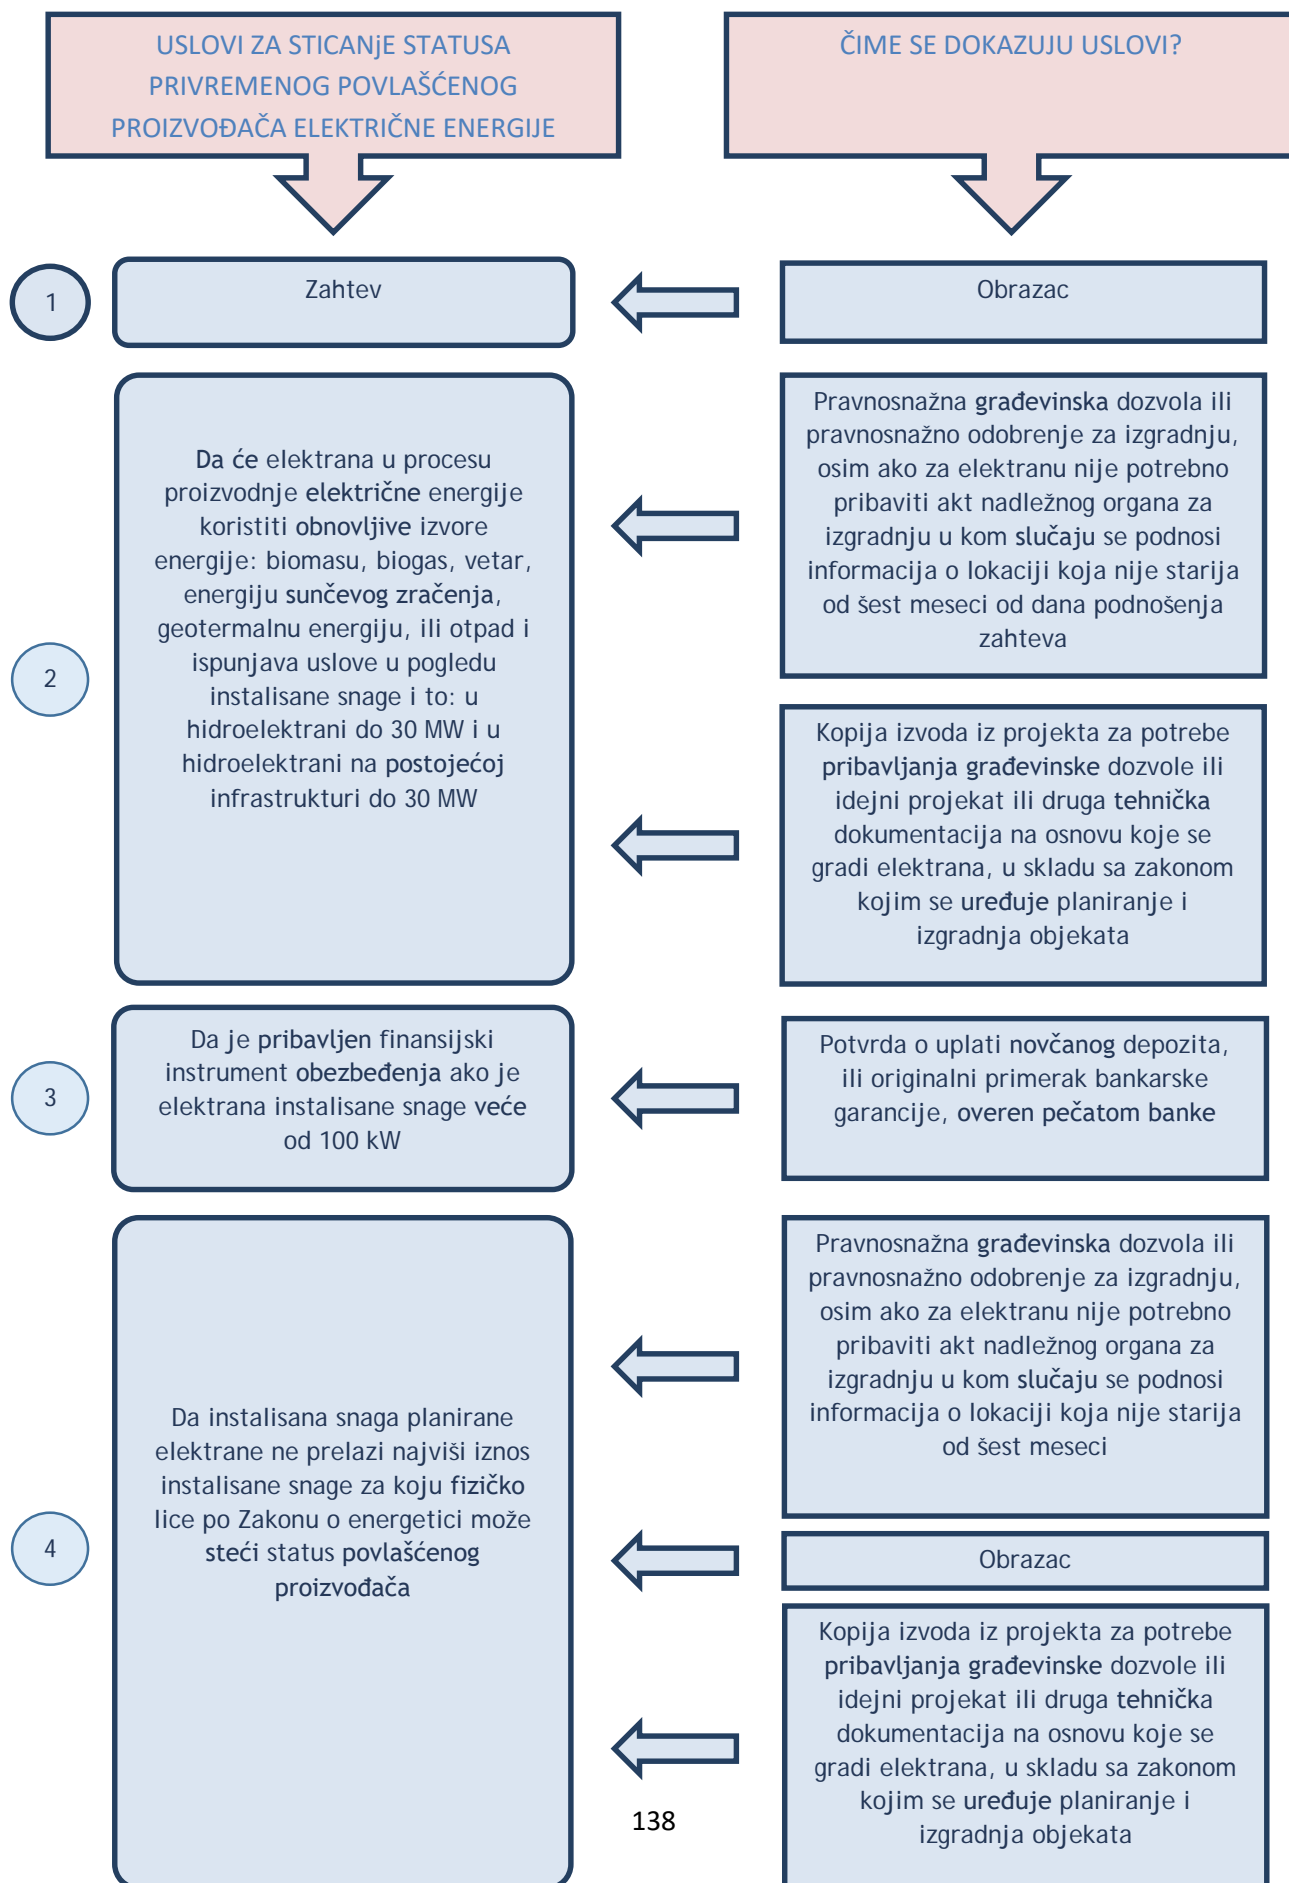 USLOVI ZA STICANjE STATUSA
PRIVREMENOG POVLAŠĆENOG
PROIZVOĐAČA ELEKTRIČNE ENERGIJE
ČIME SE DOKAZUJU USLOVI?
1
Zahtev
Obrazac
2
Da će elektrana u procesu
proizvodnje električne energije
koristiti obnovljive izvore
energije: biomasu, biogas, vetar,
energiju sunčevog zračenja,
geotermalnu energiju, ili otpad i
ispunjava uslove u pogledu
instalisane snage i to: u
hidroelektrani do 30 MW i u
hidroelektrani na postojećoj
infrastrukturi do 30 MW
Pravnosnažna građevinska dozvola ili
pravnosnažno odobrenje za izgradnju,
osim ako za elektranu nije potrebno
pribaviti akt nadležnog organa za
izgradnju u kom slučaju se podnosi
informacija o lokaciji koja nije starija
od šest meseci od dana podnošenja
zahteva
Kopija izvoda iz projekta za potrebe
pribavljanja građevinske dozvole ili
idejni projekat ili druga tehnička
dokumentacija na osnovu koje se
gradi elektrana, u skladu sa zakonom
kojim se uređuje planiranje i
izgradnja objekata
3
Da je pribavljen finansijski
instrument obezbeđenja ako je
elektrana instalisane snage veće
od 100 kW
Potvrda o uplati novčanog depozita,
ili originalni primerak bankarske
garancije, overen pečatom banke
4
Da instalisana snaga planirane
elektrane ne prelazi najviši iznos
instalisane snage za koju fizičko
lice po Zakonu o energetici može
steći status povlašćenog
proizvođača
Pravnosnažna građevinska dozvola ili
pravnosnažno odobrenje za izgradnju,
osim ako za elektranu nije potrebno
pribaviti akt nadležnog organa za
izgradnju u kom slučaju se podnosi
informacija o lokaciji koja nije starija
od šest meseci
Obrazac
Kopija izvoda iz projekta za potrebe
pribavljanja građevinske dozvole ili
idejni projekat ili druga tehnička
dokumentacija na osnovu koje se
gradi elektrana, u skladu sa zakonom
kojim se uređuje planiranje i
izgradnja objekata
138